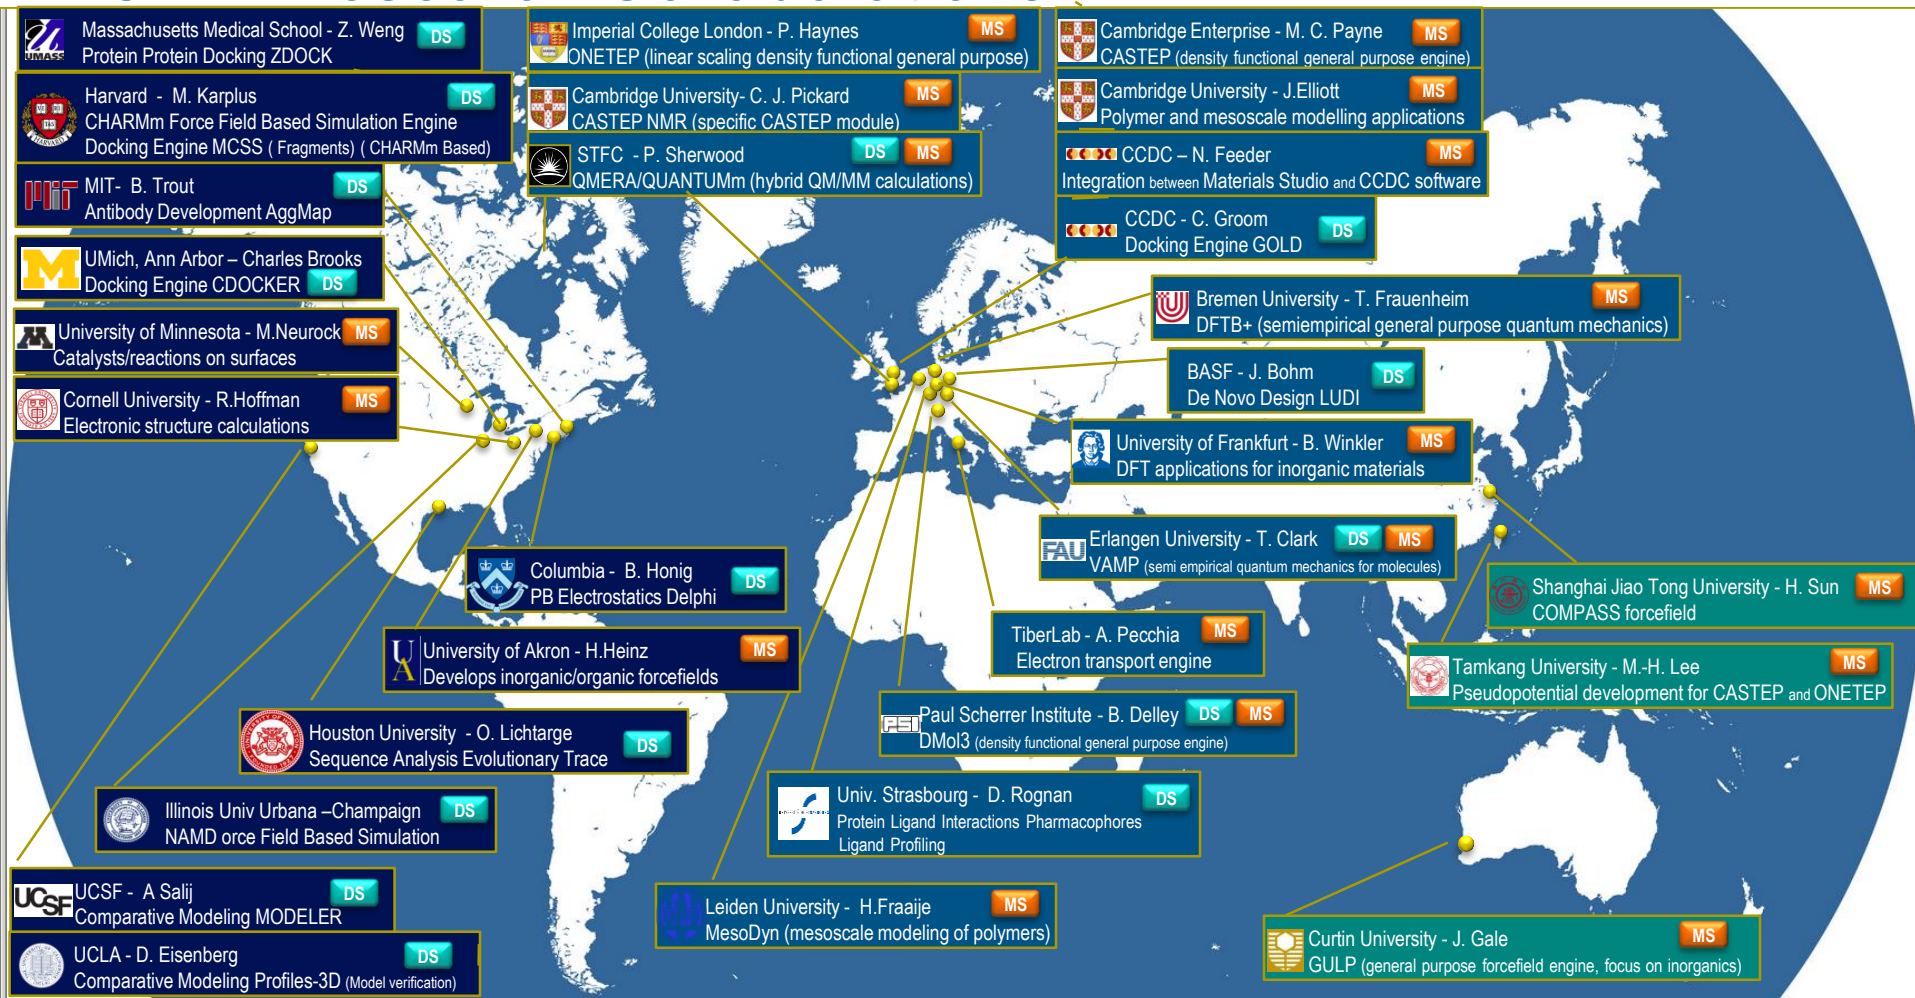 Massachusetts Medical School - Z. Weng DS
Protein Protein Docking ZDOCK
UMASS
Harvard - M. Karplus DS
CHARMm Force Field Based Simulation Engine
Docking Engine MCSS ( Fragments) ( CHARMm Based)
HARVARD
MIT- B. Trout DS
Antibody Development AggMap
UMich, Ann Arbor – Charles Brooks
Docking Engine CDOCKER DS
University of Minnesota - M.Neurock MS
Catalysts/reactions on surfaces
Cornell University - R.Hoffman MS
Electronic structure calculations
Imperial College London - P. Haynes MS
ONETEP (linear scaling density functional general purpose)
Cambridge University- C. J. Pickard MS
CASTEP NMR (specific CASTEP module)
STFC - P. Sherwood DS MS
QMERA/QUANTUMm (hybrid QM/MM calculations)
Cambridge Enterprise - M. C. Payne MS
CASTEP (density functional general purpose engine)
Cambridge University - J.Elliott MS
Polymer and mesoscale modelling applications
CCDC – N. Feeder MS
Integration between Materials Studio and CCDC software
CCDC - C. Groom DS
Docking Engine GOLD
Bremen University - T. Frauenheim MS
DFTB+ (semiempirical general purpose quantum mechanics)
BASF - J. Bohm DS
De Novo Design LUDI
University of Frankfurt - B. Winkler MS
DFT applications for inorganic materials
FAU
Erlangen University - T. Clark DS MS
VAMP (semi empirical quantum mechanics for molecules)
Shanghai Jiao Tong University - H. Sun MS
COMPASS forcefield
Tamkang University - M.-H. Lee MS
Pseudopotential development for CASTEP and ONETEP
Columbia - B. Honig DS
PB Electrostatics Delphi
UA
University of Akron - H.Heinz MS
Develops inorganic/organic forcefields
TiberLab - A. Pecchia MS
Electron transport engine
PSI
Paul Scherrer Institute - B. Delley DS MS
DMol3 (density functional general purpose engine)
Houston University - O. Lichtarge DS
Sequence Analysis Evolutionary Trace
Univ. Strasbourg - D. Rognan DS
Protein Ligand Interactions Pharmacophores
Ligand Profiling
Illinois Univ Urbana –Champaign DS
NAMD orce Field Based Simulation
UCSF
UCSF - A Salij DS
Comparative Modeling MODELER
Leiden University - H.Fraaije MS
MesoDyn (mesoscale modeling of polymers)
UCLA - D. Eisenberg DS
Comparative Modeling Profiles-3D (Model verification)
Curtin University - J. Gale MS
GULP (general purpose forcefield engine, focus on inorganics)